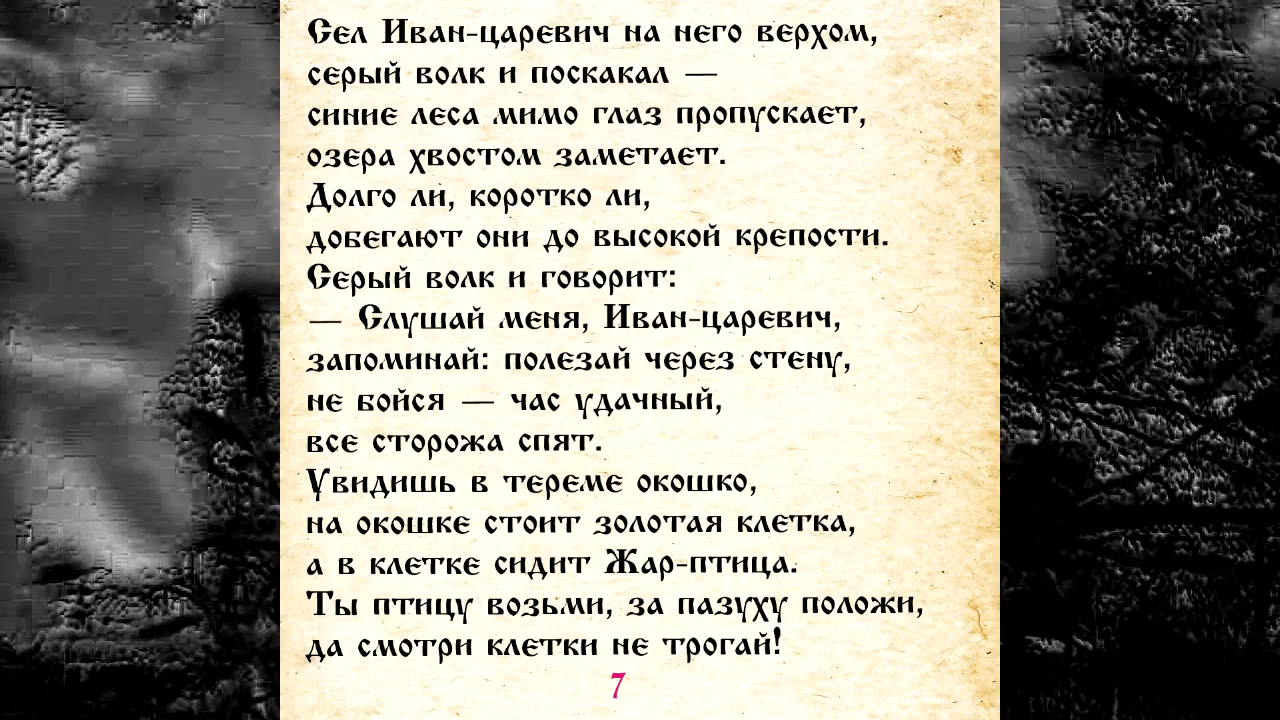 Сел Иван-царевич на него верхом,
серый волк и поскакал —
синие леса мимо глаз пропускает,
озера хвостом заметает.
Долго ли, коротко ли,
добегают они до высокой крепости.
Серый волк и говорит:
— Слушай меня, Иван-царевич,
запоминай: полезай через стену,
не бойся — час удачный,
все сторожа спят.
Увидишь в тереме окошко,
на окошке стоит золотая клетка,
а в клетке сидит Жар-птица.
Ты птицу возьми, за пазуху положи,
да смотри клетки не трогай!
7